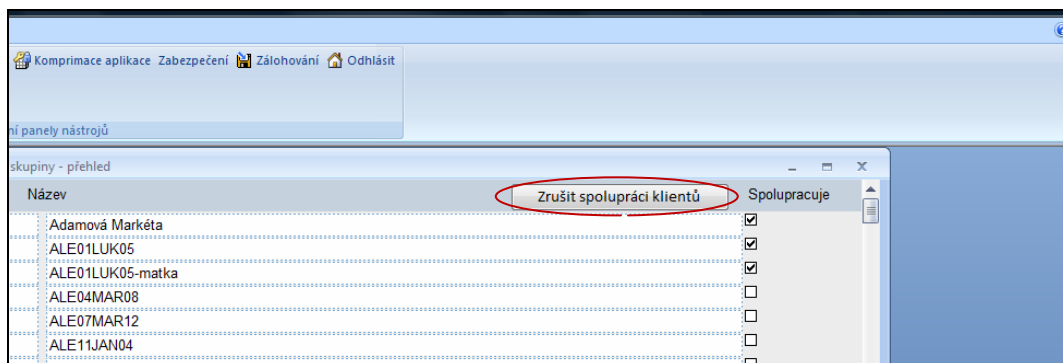 Komprimace aplikace Zabezpečení Zálohování Odhlásit
ní panely nástrojů
skupiny - přehled
Název Zrušit spolupráci klientů Spolupracuje
Adamová Markéta
ALE01LUK05
ALE01LUK05-matka
ALE04MAR08
ALE07MAR12
ALE11JAN04